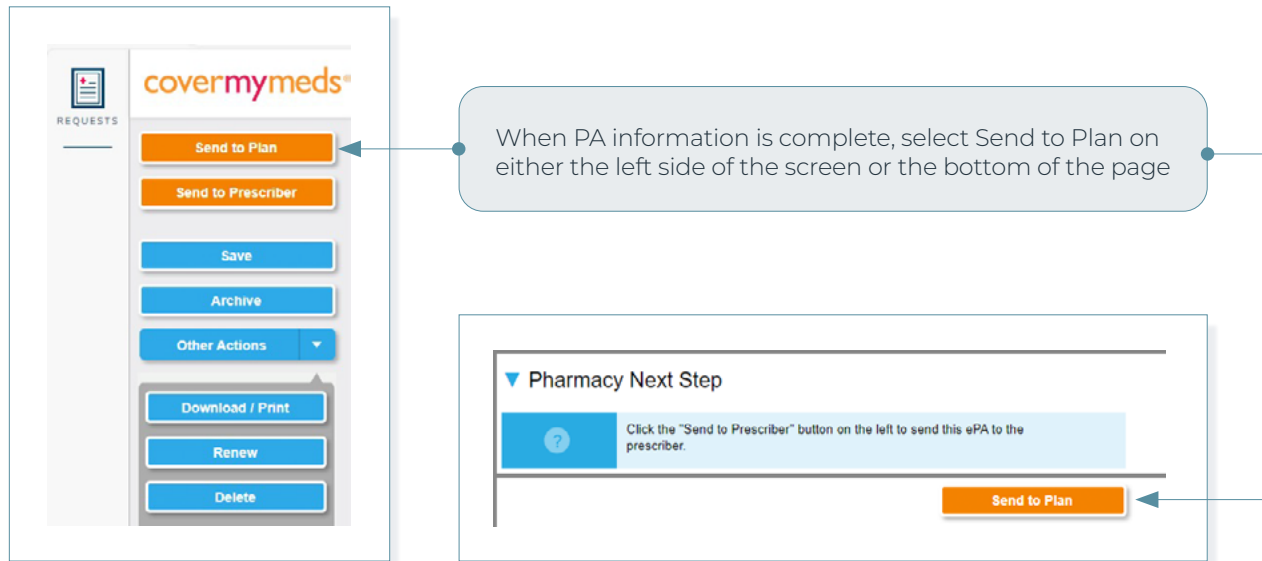 covermymeds®
REQUESTS
Send to Plan
Send to Prescriber
Save
Archive
Other Actions
Download / Print
Renew
Delete
When PA information is complete, select Send to Plan on
either the left side of the screen or the bottom of the page
Pharmacy Next Step
?
Click the "Send to Prescriber" button on the left to send this ePA to the
prescriber.
Send to Plan